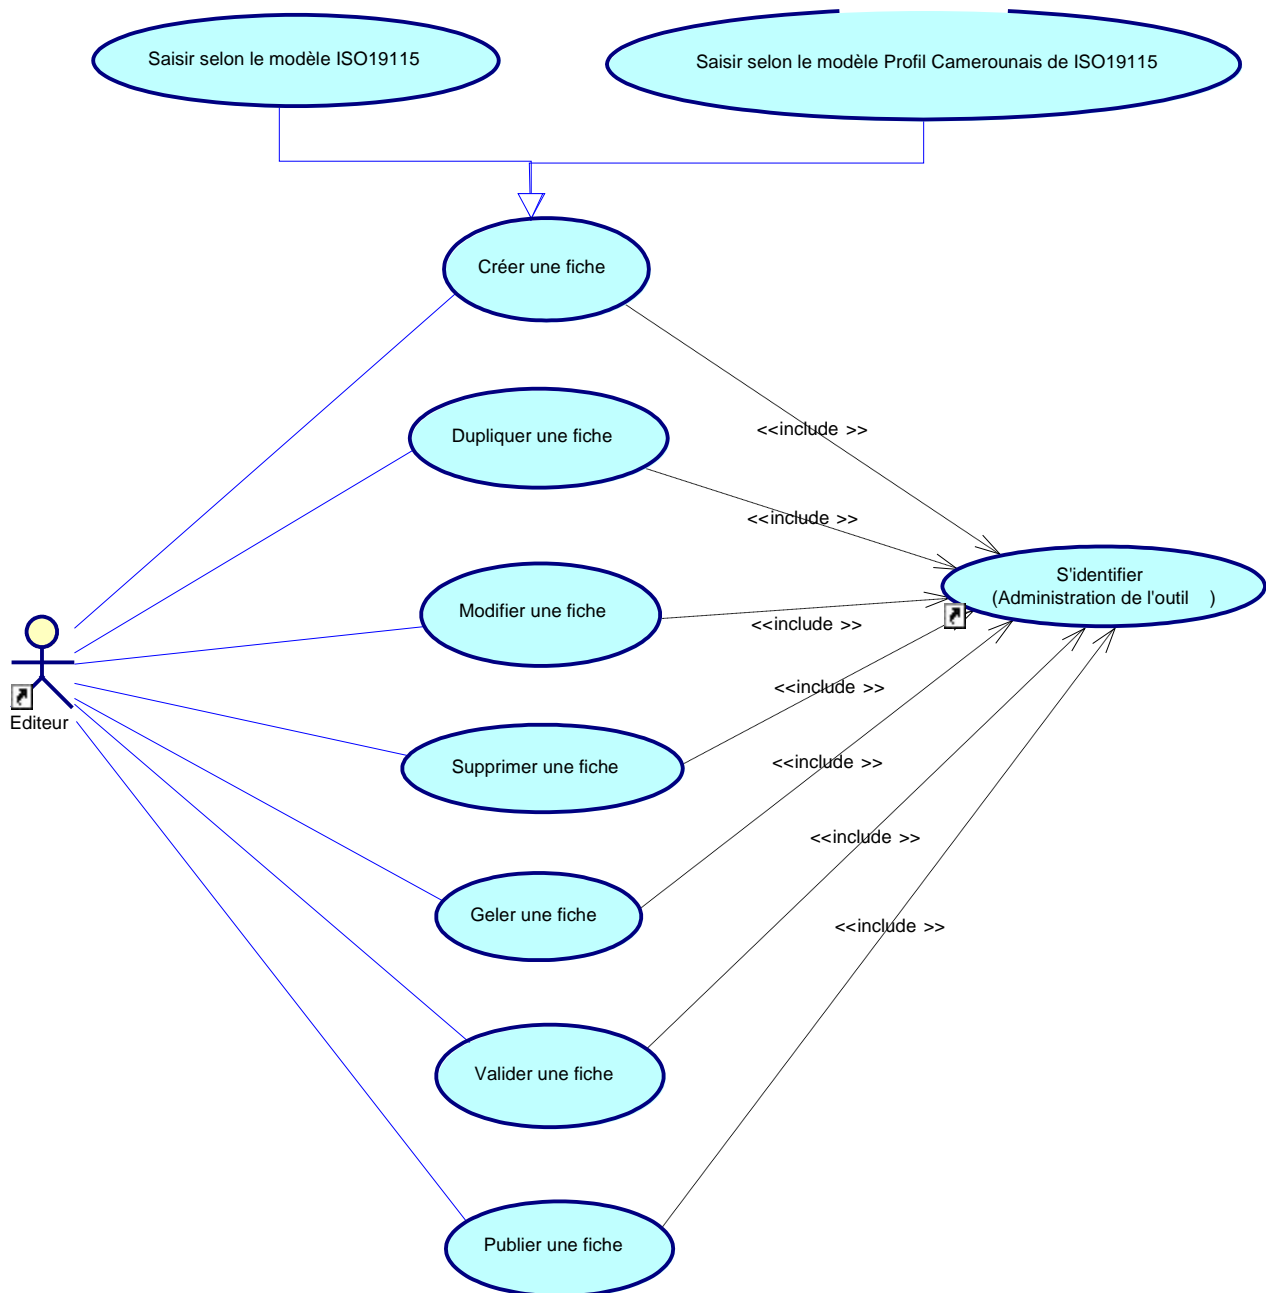 Saisir selon le modèle ISO19115
Saisir selon le modèle Profil Camerounais de ISO19115
Créer une fiche
<<include >>
Dupliquer une fiche
<<include >>
S'identifier
(Administration de l'outil )
Modifier une fiche
<<include >>
<<include >>
Editeur
Supprimer une fiche
<<include >>
<<include >>
Geler une fiche
<<include >>
Valider une fiche
Publier une fiche